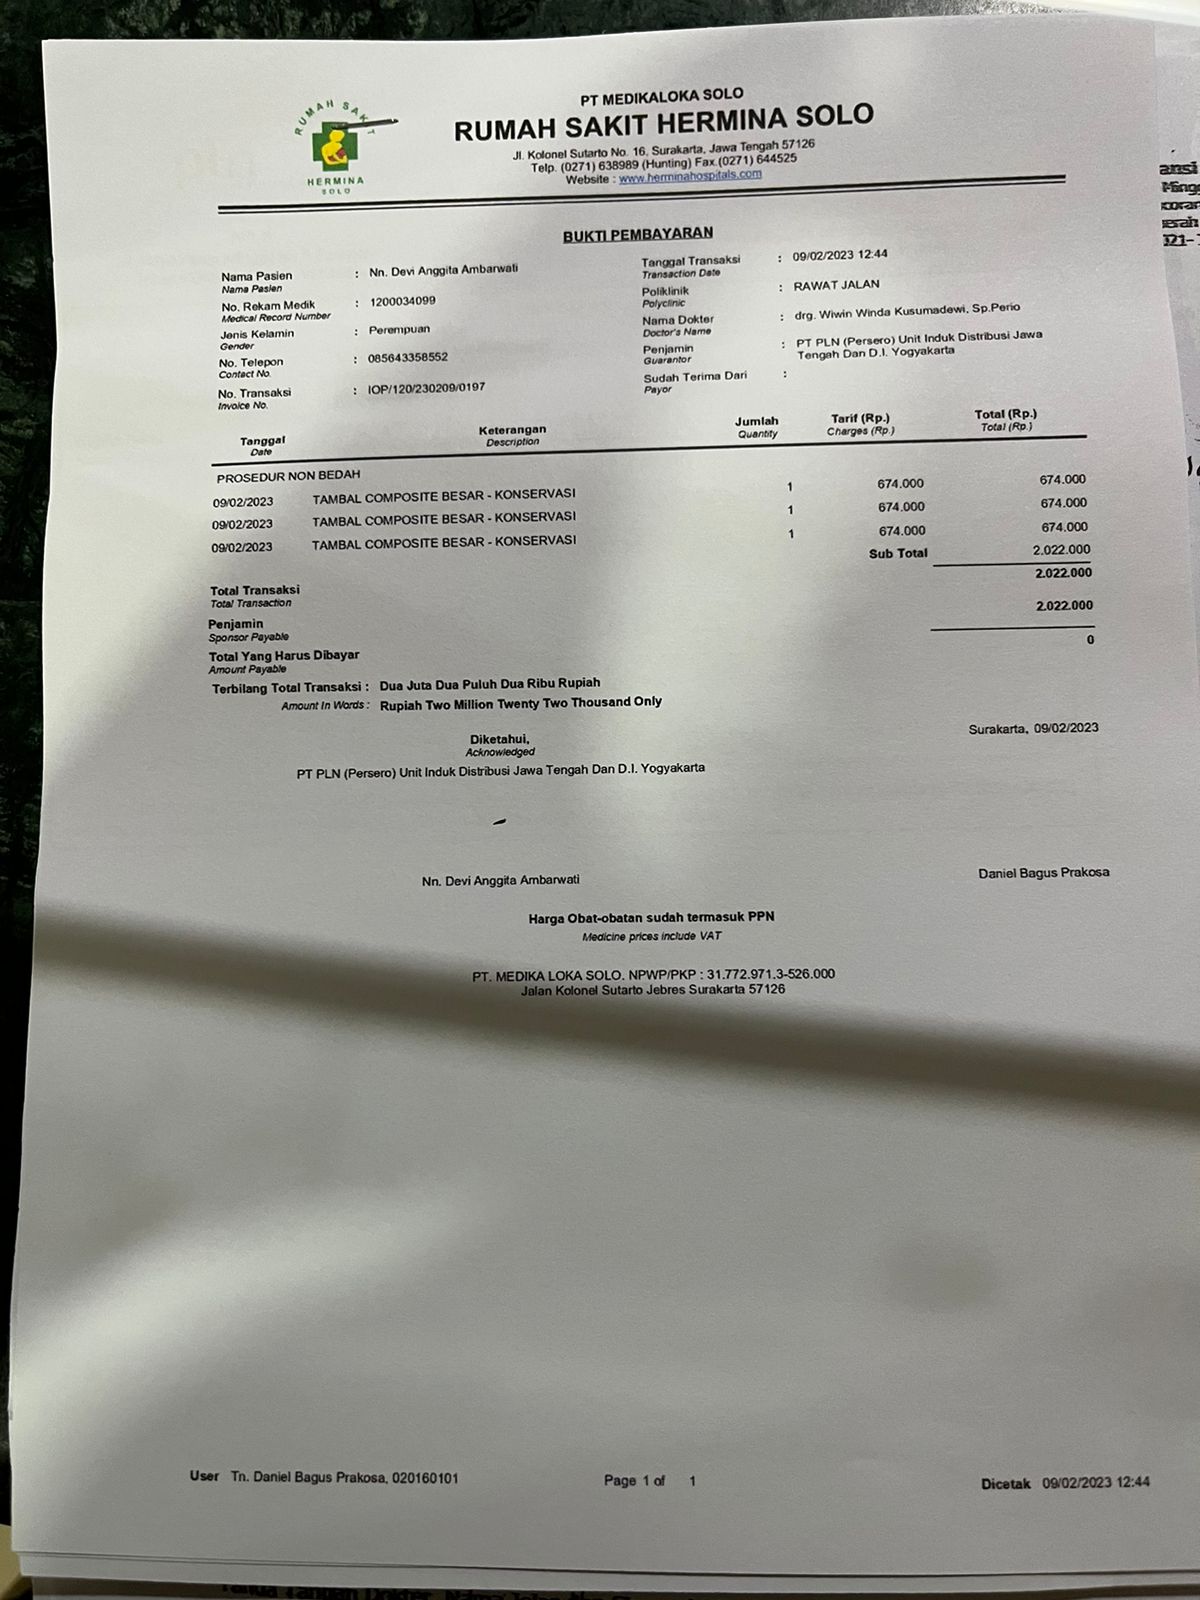 PT MEDIKALOKA SOLO
RUMAH SAKIT HERMINA SOLO
Jl. Kolonel Sutarto No. 16, Surakarta, Jawa Tengah 57126
Telp. (0271) 638989 (Hunting) Fax.(0271) 644525
Website : www.herminahospitals.com
RUMAH SAKIT
HERMINA
SOLO
BUKTI PEMBAYARAN
Nama Pasien : Nn. Devi Anggita Ambarwati
Nama Pasien
No. Rekam Medik : 1200034099
Medical Record Number
Jenis Kelamin : Perempuan
Gender
No. Telepon : 085643358552
Contact No.
No. Transaksi : IOP/120/230209/0197
Invoice No.
Tanggal Transaksi : 09/02/2023 12:44
Transaction Date
Poliklinik : RAWAT JALAN
Polyclinic
Nama Dokter : drg. Wiwin Winda Kusumadewi, Sp.Perio
Doctor's Name
Penjamin : PT PLN (Persero) Unit Induk Distribusi Jawa
Guarantor Tengah Dan D.I. Yogyakarta
Sudah Terima Dari :
Payor
Tanggal Keterangan Jumlah Tarif (Rp.) Total (Rp.)
Date Description Quantity Charges (Rp.) Total (Rp.)
PROSEDUR NON BEDAH
09/02/2023 TAMBAL COMPOSITE BESAR - KONSERVASI 1 674.000 674.000
09/02/2023 TAMBAL COMPOSITE BESAR - KONSERVASI 1 674.000 674.000
09/02/2023 TAMBAL COMPOSITE BESAR - KONSERVASI 1 674.000 674.000
Sub Total 2.022.000
Total Transaksi 2.022.000
Total Transaction
Penjamin 2.022.000
Sponsor Payable
Total Yang Harus Dibayar 0
Amount Payable
Terbilang Total Transaksi : Dua Juta Dua Puluh Dua Ribu Rupiah
Amount In Words : Rupiah Two Million Twenty Two Thousand Only
Surakarta, 09/02/2023
Diketahui,
Acknowledged
PT PLN (Persero) Unit Induk Distribusi Jawa Tengah Dan D.I. Yogyakarta
Nn. Devi Anggita Ambarwati
Daniel Bagus Prakosa
Harga Obat-obatan sudah termasuk PPN
Medicine prices include VAT
PT. MEDIKA LOKA SOLO. NPWP/PKP : 31.772.971.3-526.000
Jalan Kolonel Sutarto Jebres Surakarta 57126
User Tn. Daniel Bagus Prakosa, 020160101
Page 1 of 1
Dicetak 09/02/2023 12:44